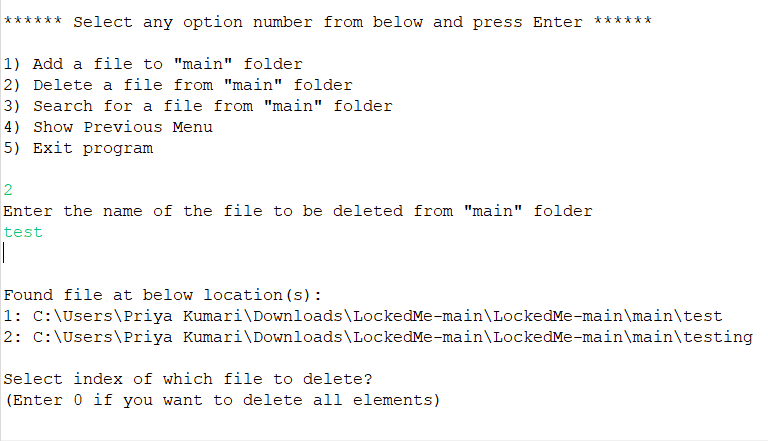 ****** Select any option number from below and press Enter ******
1) Add a file to "main" folder
2) Delete a file from "main" folder
3) Search for a file from "main" folder
4) Show Previous Menu
5) Exit program
2
Enter the name of the file to be deleted from "main" folder
test
Found file at below location(s):
1: C:\Users\Priya Kumari\Downloads\LockedMe-main\LockedMe-main\main\test
2: C:\Users\Priya Kumari\Downloads\LockedMe-main\LockedMe-main\main\testing
Select index of which file to delete?
(Enter 0 if you want to delete all elements)